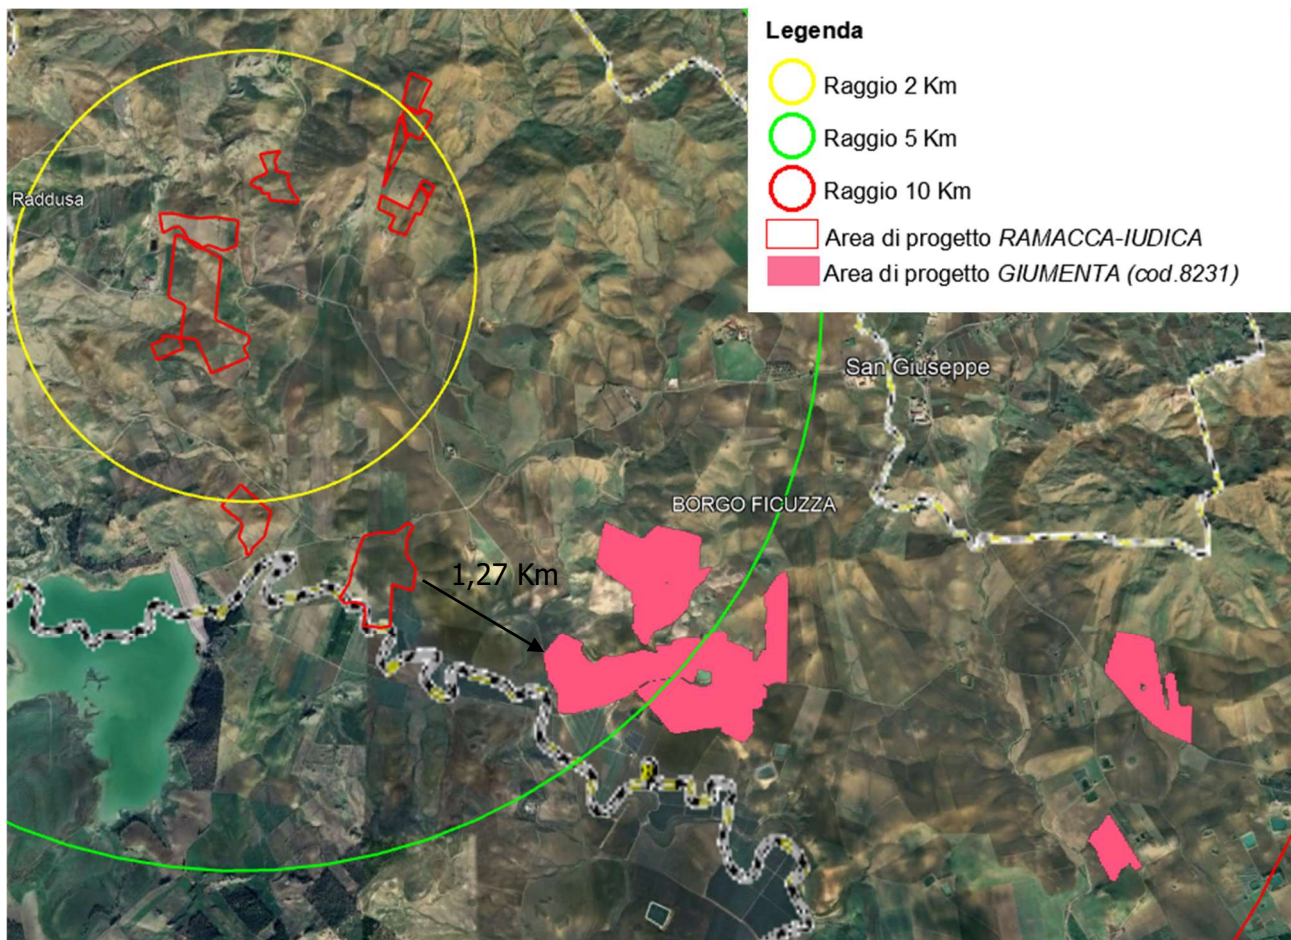 Legenda
Raggio 2 Km
Raggio 5 Km
Raggio 10 Km
Area di progetto RAMACCA-IUDICA
Area di progetto GIUMENTA (cod.8231)
Raddusa
San Giuseppe
BORGO FICUZZA
1,27 Km